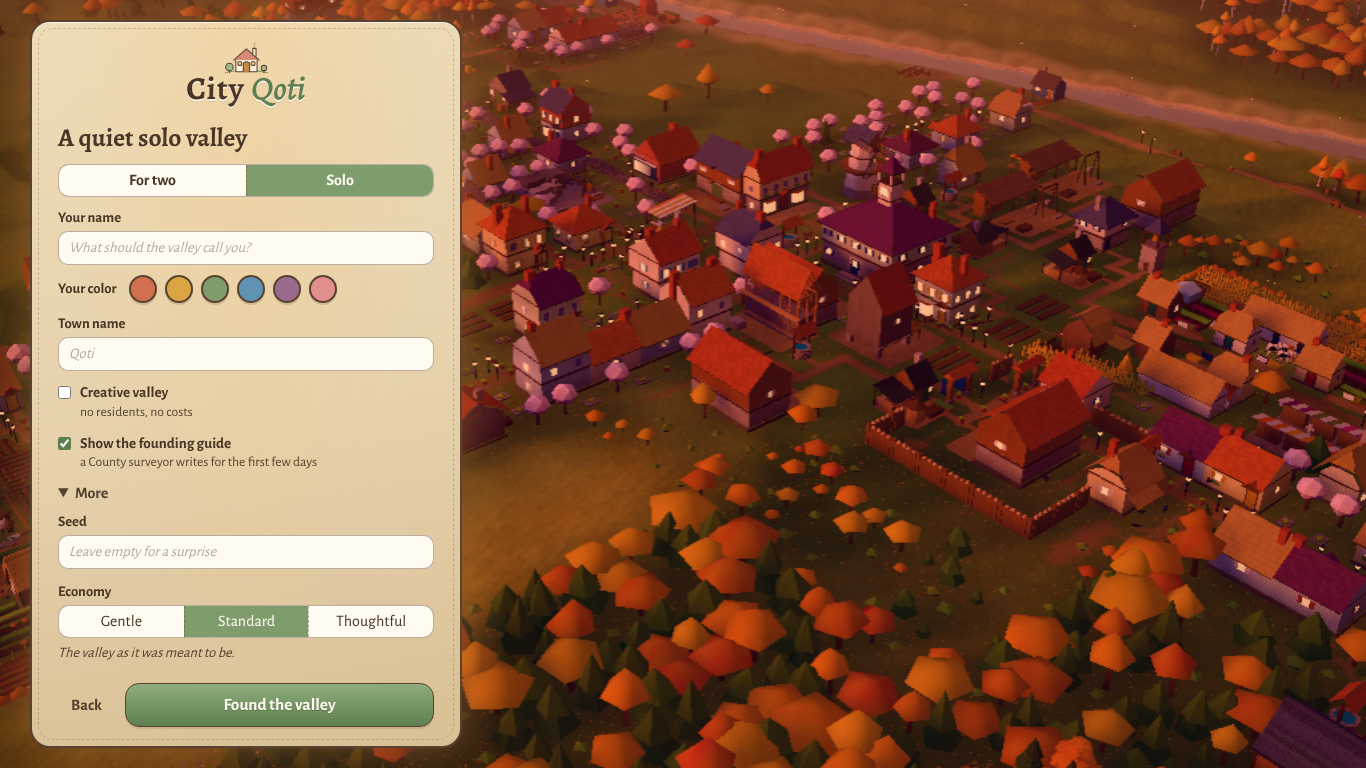 City Qoti
A quiet solo valley
For two
Solo
Your name
What should the valley call you?
Your color
Town name
Qoti
Creative valley
no residents, no costs
Show the founding guide
a County surveyor writes for the first few days
▼ More
Seed
Leave empty for a surprise
Economy
Gentle
Standard
Thoughtful
The valley as it was meant to be.
Back
Found the valley